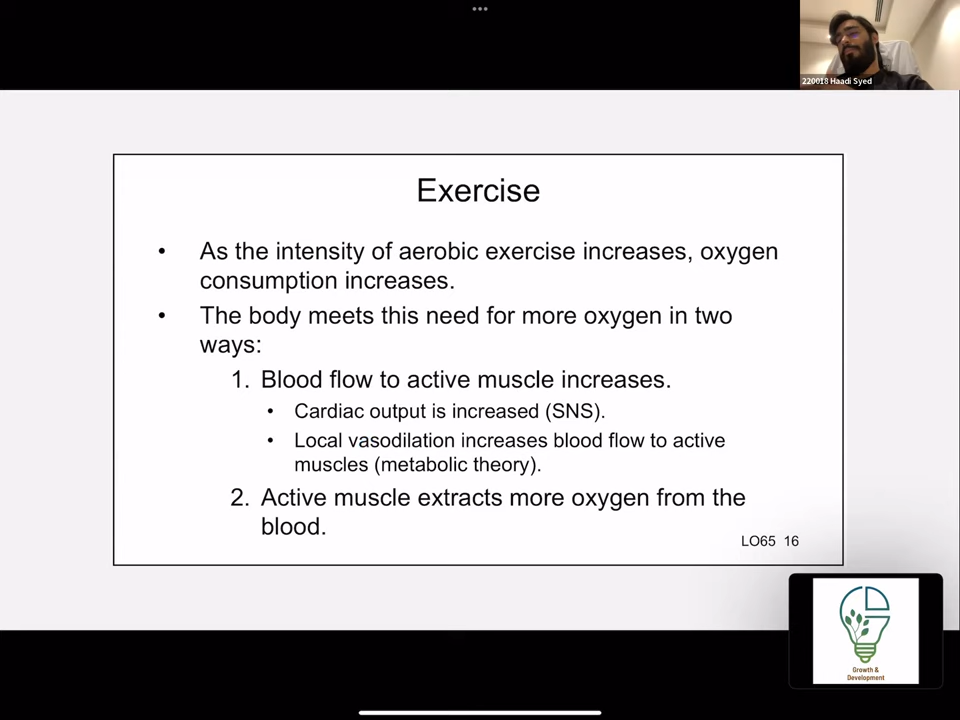 220018 Haadi Syed
Exercise
• As the intensity of aerobic exercise increases, oxygen
consumption increases.
• The body meets this need for more oxygen in two
ways:
1. Blood flow to active muscle increases.
• Cardiac output is increased (SNS).
• Local vasodilation increases blood flow to active
muscles (metabolic theory).
2. Active muscle extracts more oxygen from the
blood.
LO65 16
Growth &
Development